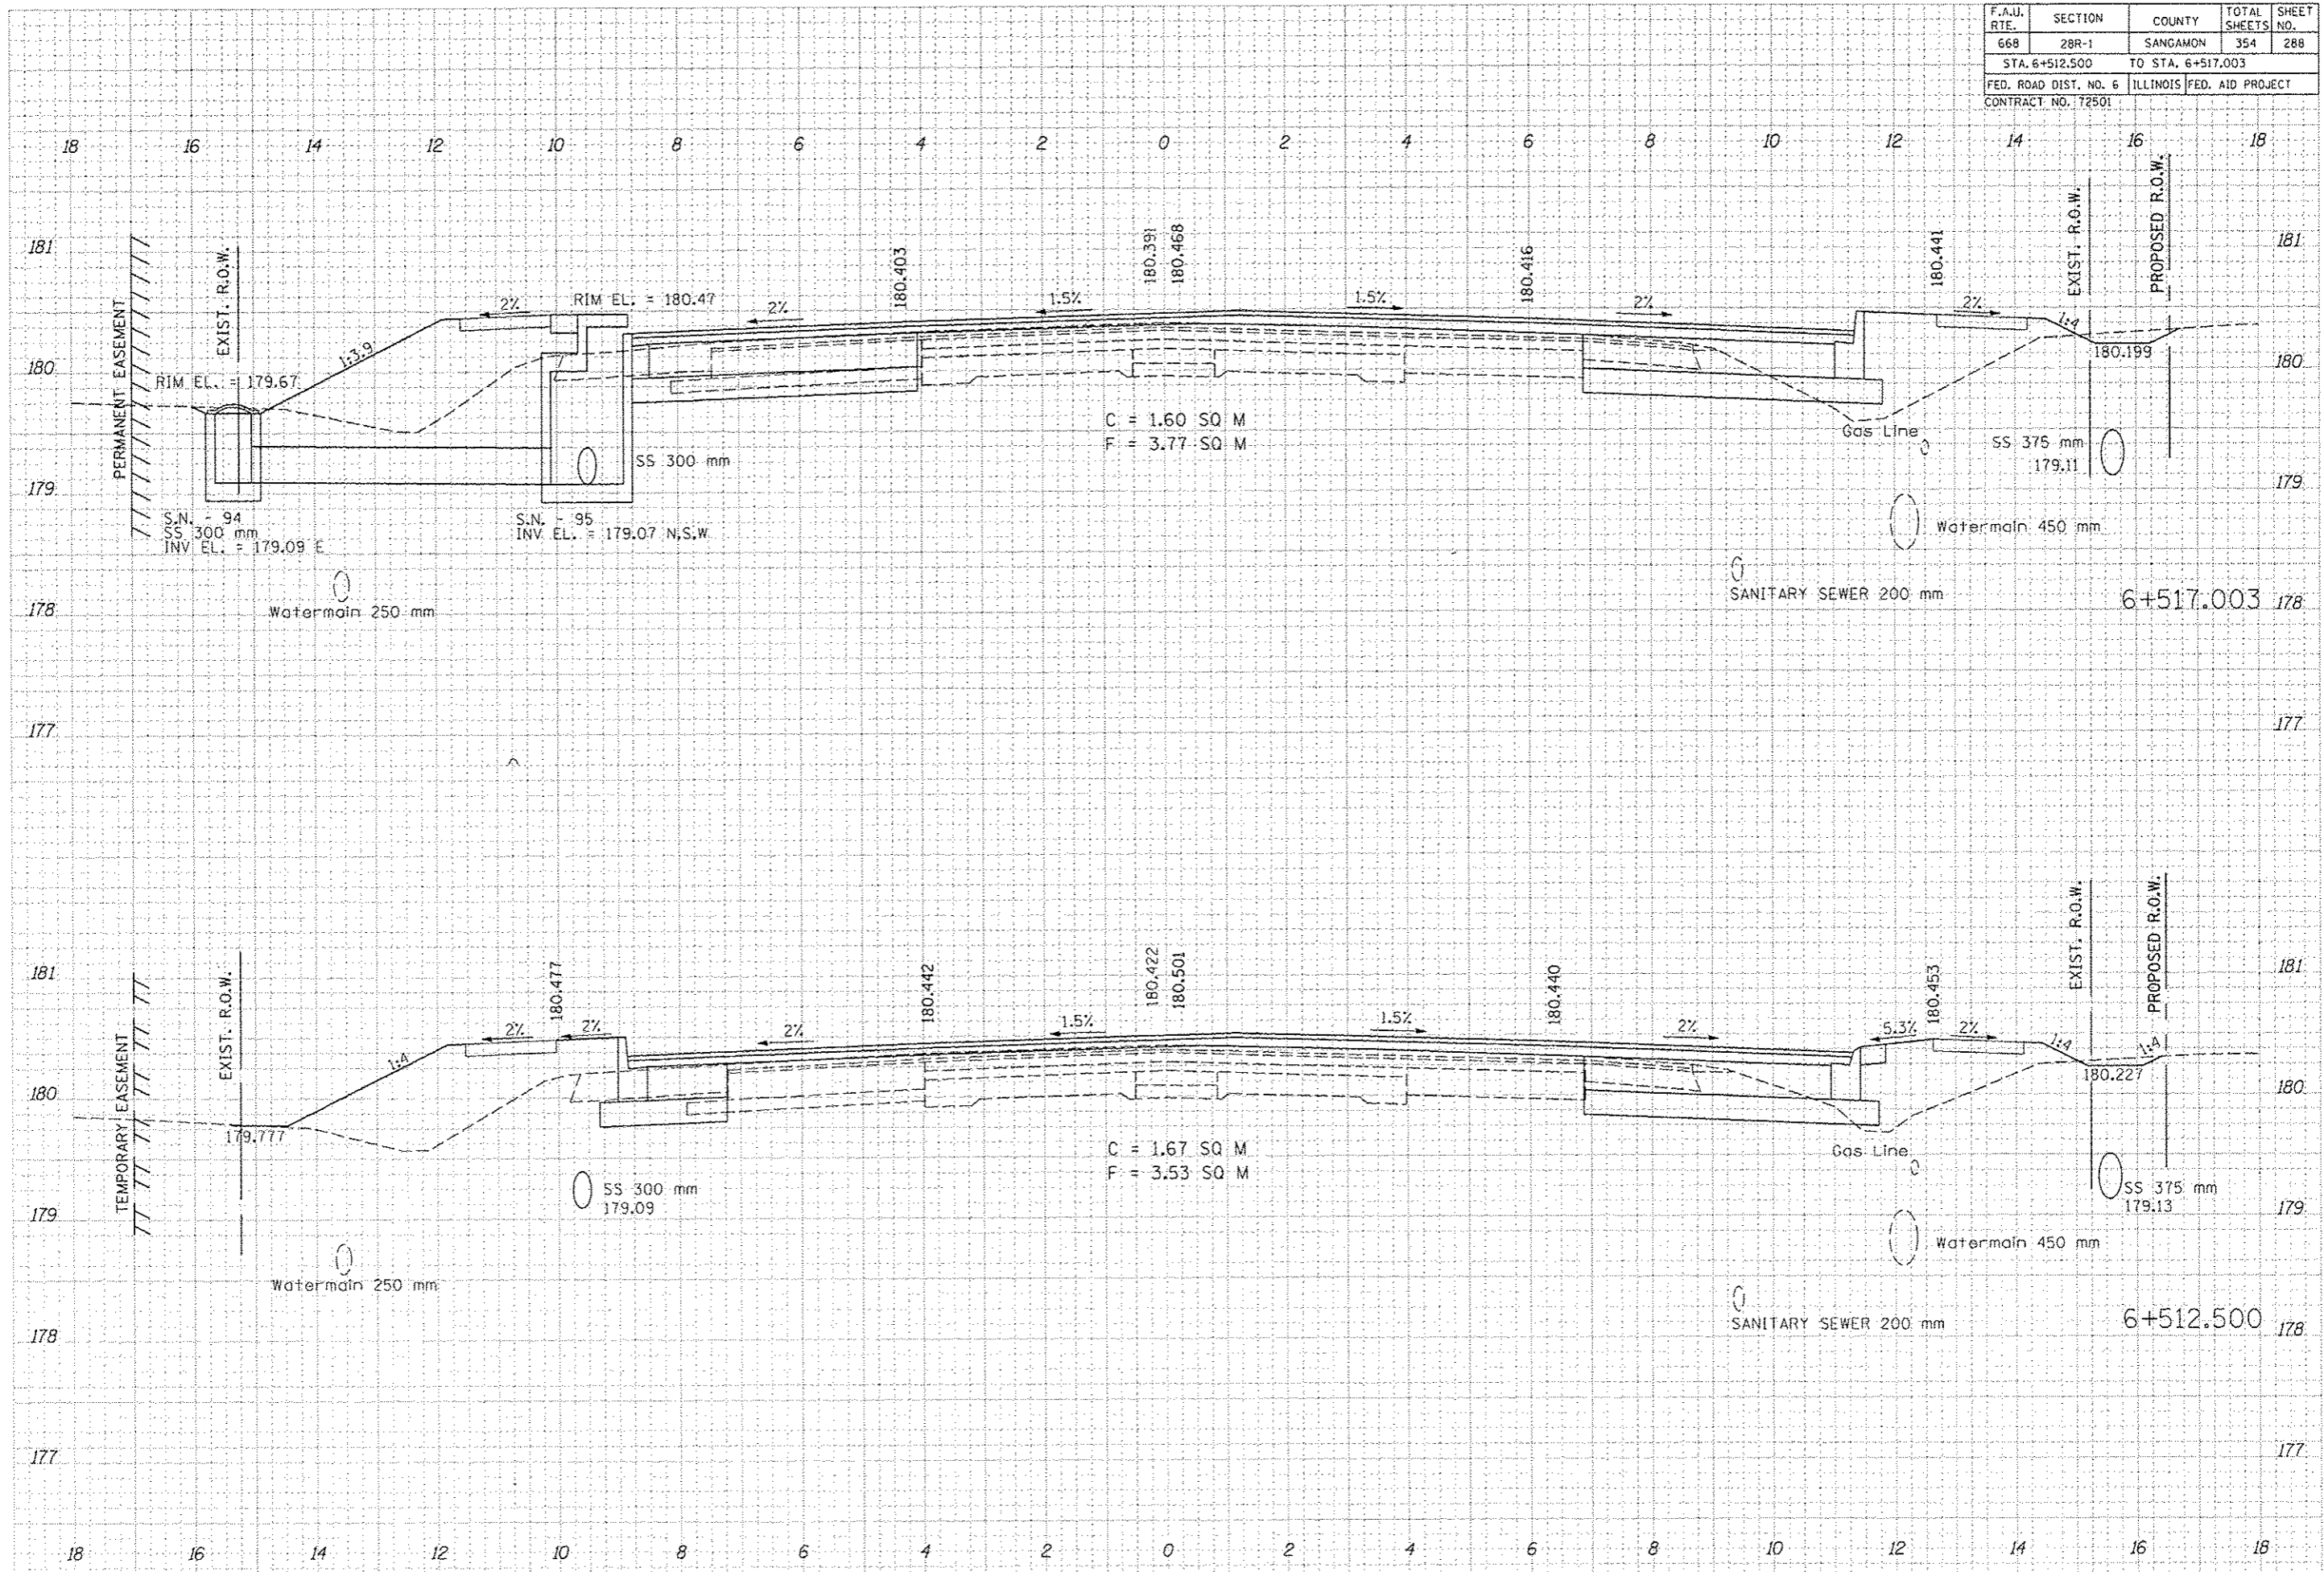 F.A.U. RTE. SECTION COUNTY TOTAL SHEETS SHEET NO.
668 28R-1 SANGAMON 354 288
STA. 6+512.500 TO STA. 6+517.003
FED. ROAD DIST. NO. 6 ILLINOIS FED. AID PROJECT
CONTRACT NO. 72501
18 16 14 12 10 8 6 4 2 0 2 4 6 8 10 12 14 16 18
181 181
180 180
179 179
178 178
177 177
PERMANENT EASEMENT
EXIST. R.O.W.
RIM EL. = 179.67
1:3.9
2%
RIM EL. = 180.47
2%
180.403
1.5%
180.391
180.468
1.5%
180.416
2%
180.441
2%
1:4
EXIST. R.O.W.
PROPOSED R.O.W.
180.199
C = 1.60 SQ M
F = 3.77 SQ M
Gas Line
SS 375 mm
179.11
SS 300 mm
S.N. - 94
SS 300 mm
INV EL. = 179.09 E
S.N. - 95
INV EL. = 179.07 N,S,W
Watermain 450 mm
Watermain 250 mm
SANITARY SEWER 200 mm
6+517.003
181 181
180 180
179 179
178 178
177 177
TEMPORARY EASEMENT
EXIST. R.O.W.
179.777
1:4
2%
180.477
2%
2%
180.442
1.5%
180.422
180.501
1.5%
180.440
2%
5.3%
180.453
2%
1:4
EXIST. R.O.W.
1:4
PROPOSED R.O.W.
180.227
C = 1.67 SQ M
F = 3.53 SQ M
Gas Line
SS 300 mm
179.09
SS 375 mm
179.13
Watermain 450 mm
Watermain 250 mm
SANITARY SEWER 200 mm
6+512.500
18 16 14 12 10 8 6 4 2 0 2 4 6 8 10 12 14 16 18